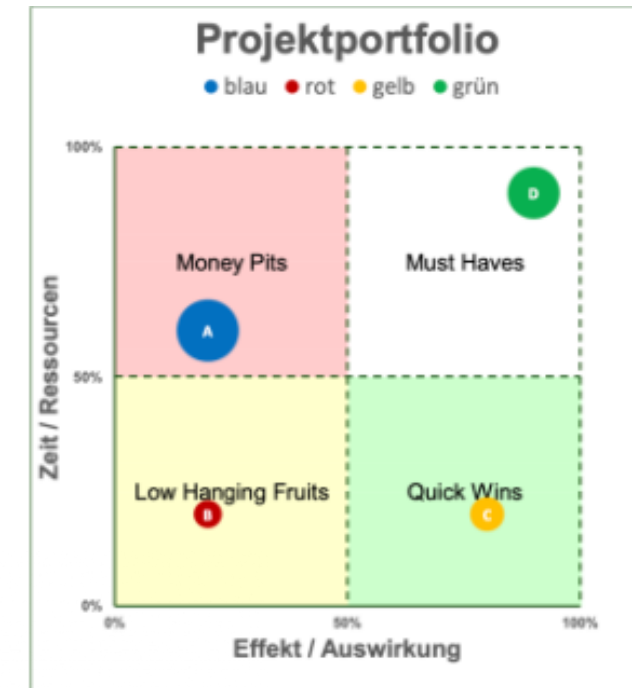 Projektportfolio
blau rot gelb grün
100%
D
Money Pits Must Haves
A
50%
Zeit / Ressourcen
Low Hanging Fruits Quick Wins
B C
0%
0% 50% 100%
Effekt / Auswirkung